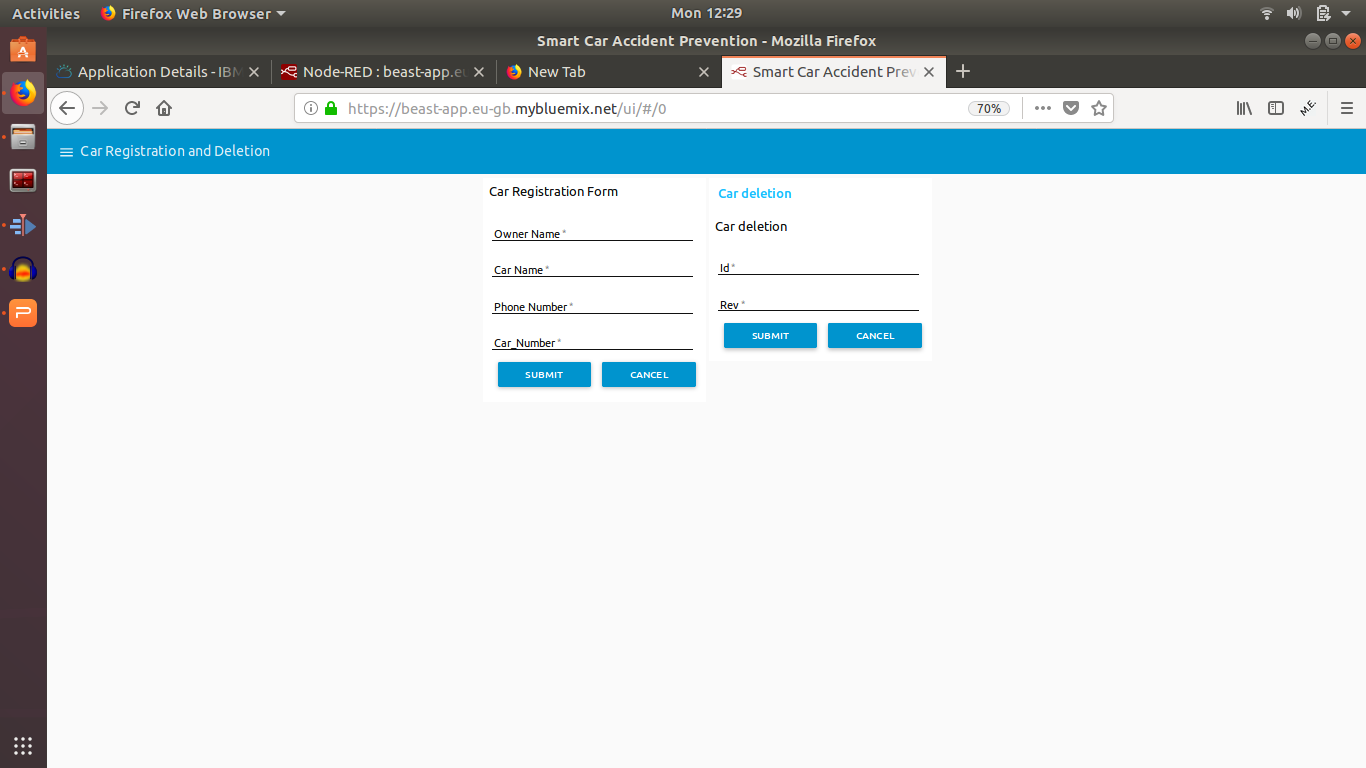 Activities Firefox Web Browser Mon 12:29
Smart Car Accident Prevention - Mozilla Firefox
Application Details - IBM Node-RED : beast-app.eu New Tab Smart Car Accident Prev
https://beast-app.eu-gb.mybluemix.net/ui/#/0 70% ME
Car Registration and Deletion
Car Registration Form
Owner Name *
Car Name *
Phone Number *
Car_Number *
SUBMIT CANCEL
Car deletion
Car deletion
Id *
Rev *
SUBMIT CANCEL